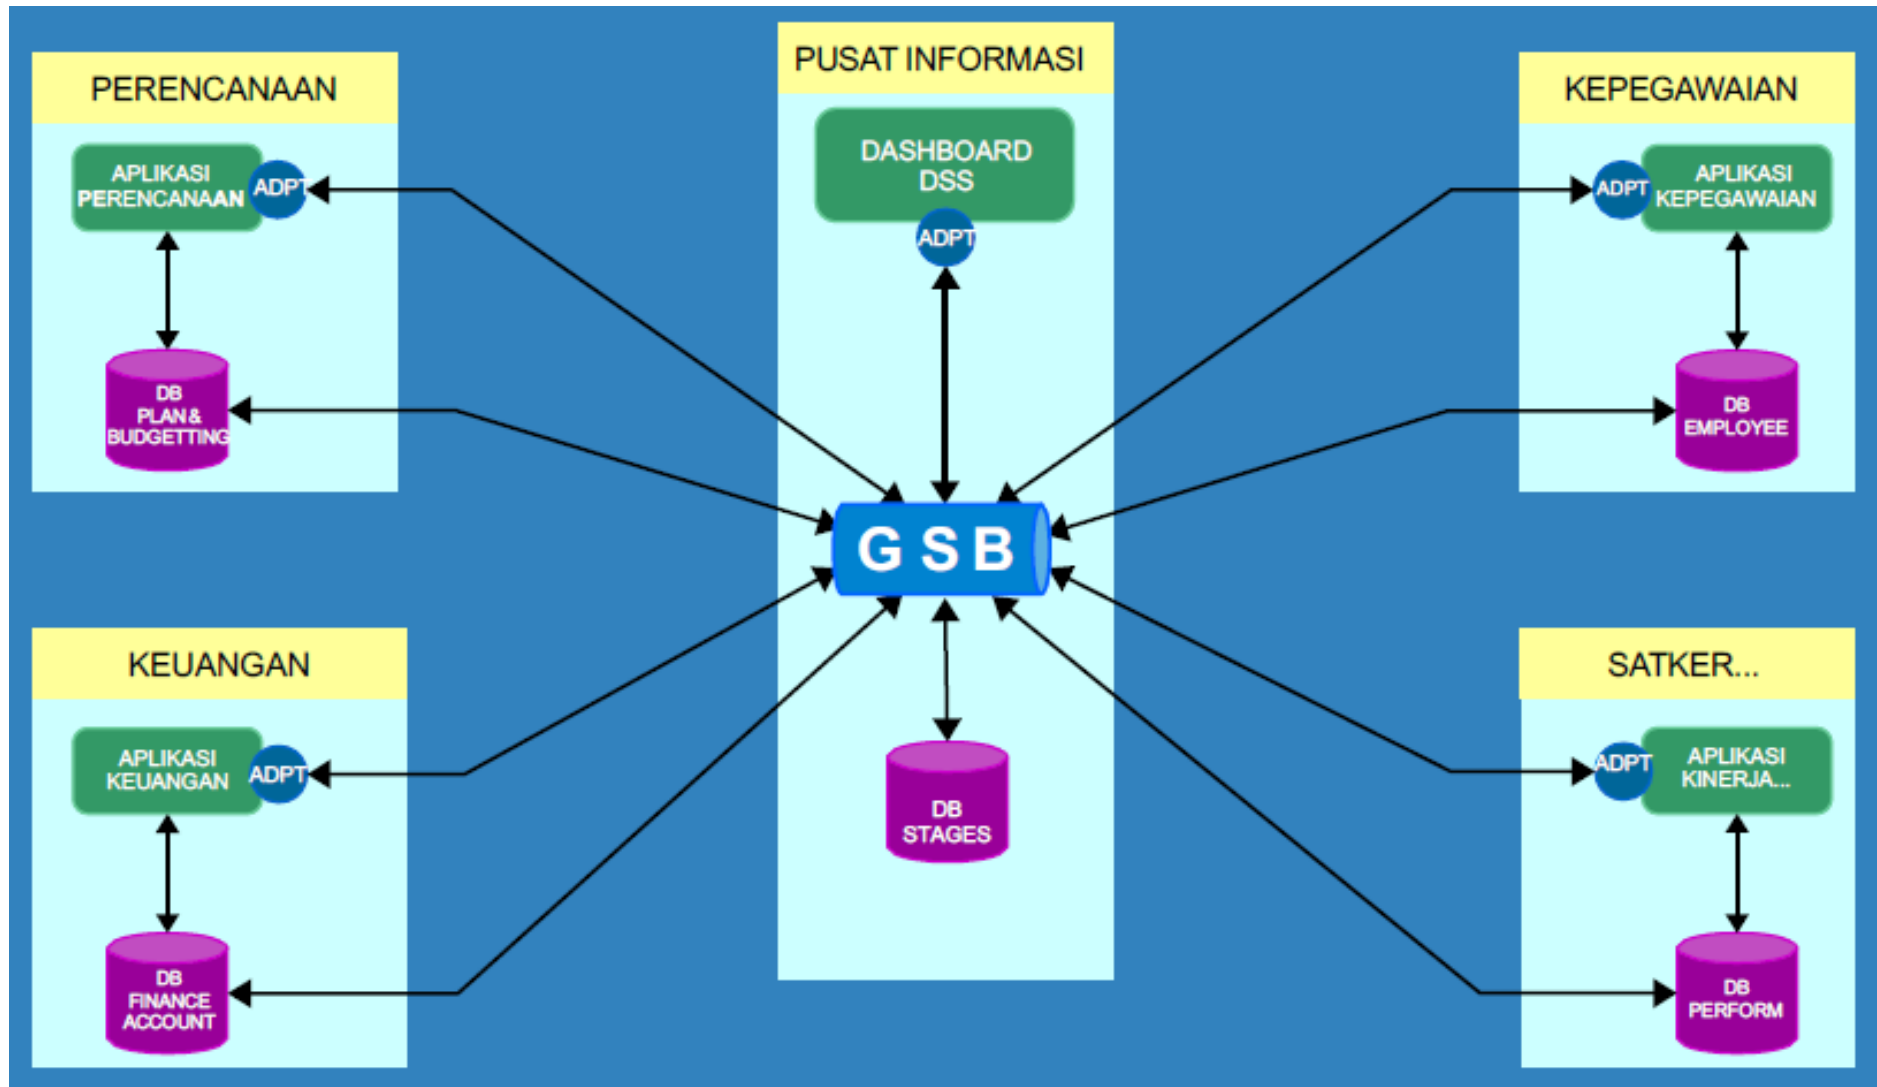 PERENCANAAN
APLIKASI
PERENCANAAN
ADPT
DB
PLAN &
BUDGETTING
PUSAT INFORMASI
DASHBOARD
DSS
ADPT
G S B
DB
STAGES
KEPEGAWAIAN
ADPT
APLIKASI
KEPEGAWAIAN
DB
EMPLOYEE
KEUANGAN
APLIKASI
KEUANGAN
ADPT
DB
FINANCE
ACCOUNT
SATKER...
ADPT
APLIKASI
KINERJA...
DB
PERFORM